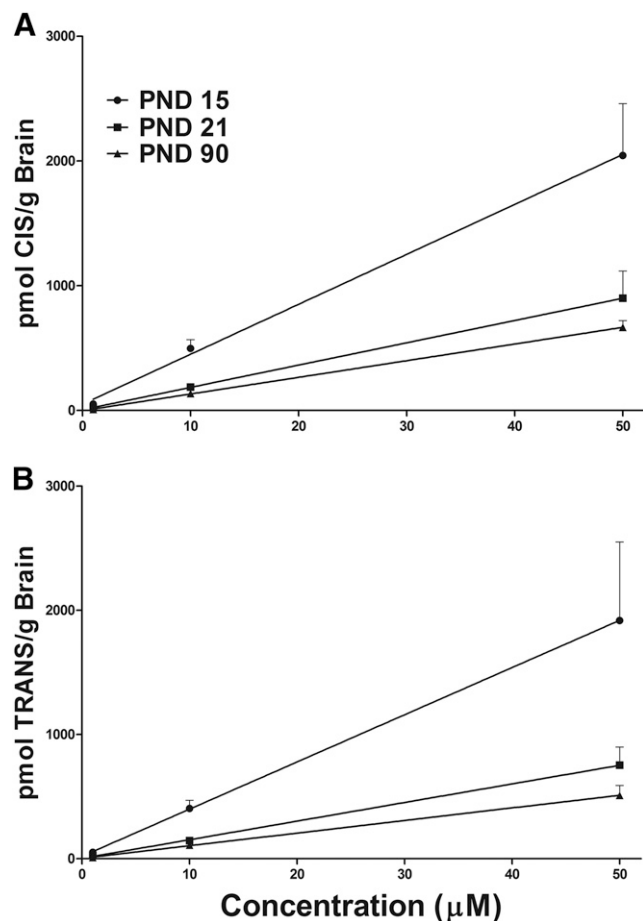 A
3000
2000
1000
0
pmol CIS/g Brain
PND 15
PND 21
PND 90
0 10 20 30 40 50
B
3000
2000
1000
0
pmol TRANS/g Brain
0 10 20 30 40 50
Concentration (μM)